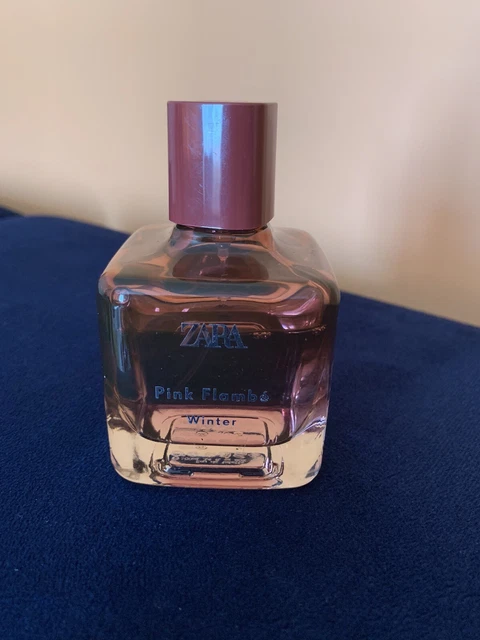 ZARA
Pink Flambé
Winter